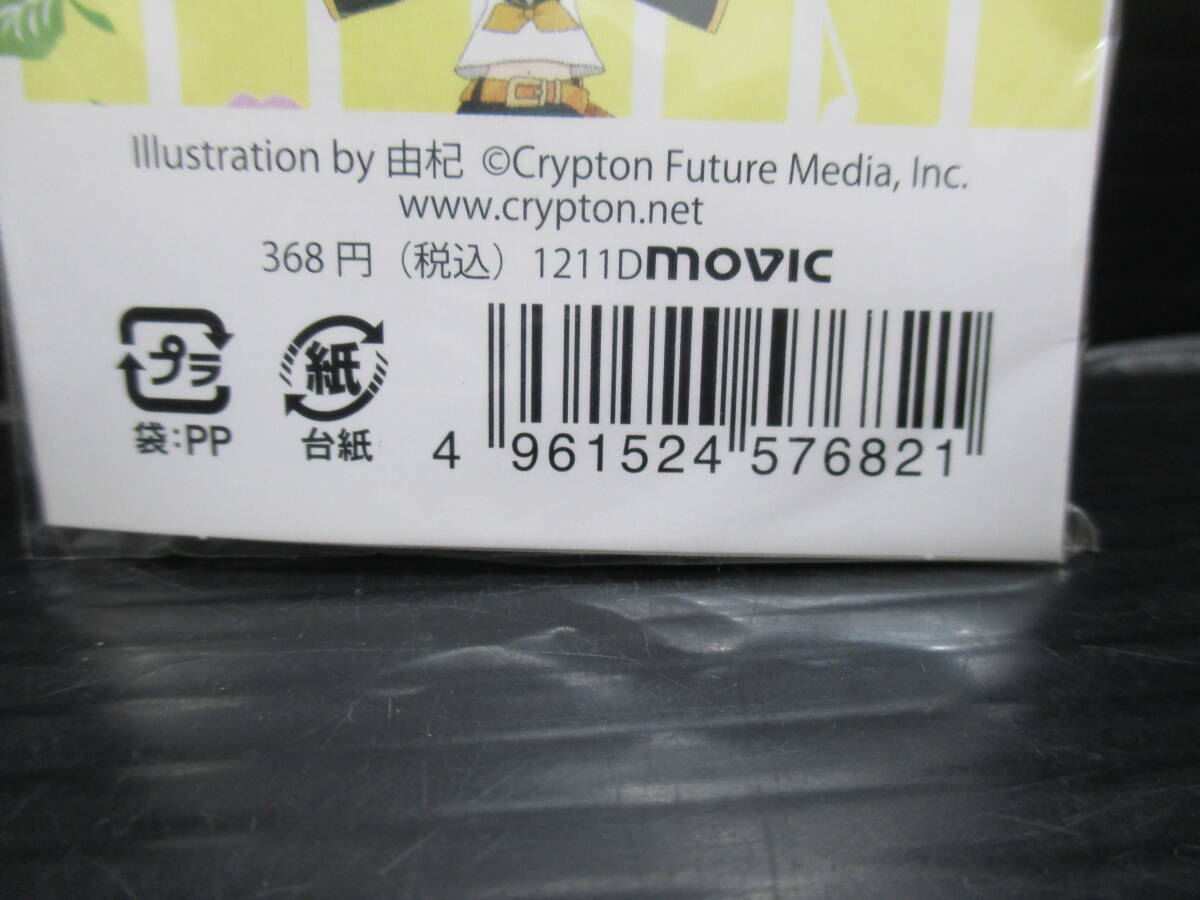 Illustration by 由杞 ©Crypton Future Media, Inc.
www.crypton.net
368 円（税込）1211D movic
プラ 紙
袋:PP 台紙 4 961524 576821